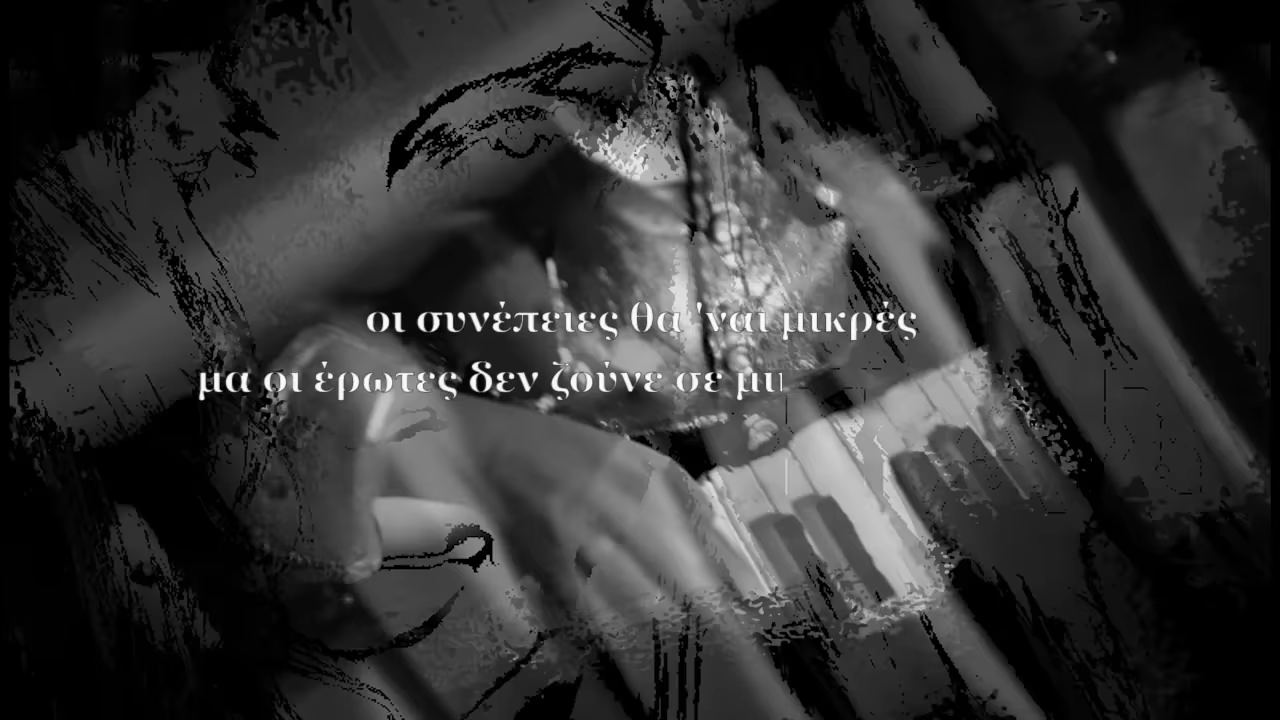 οι συνέπειες θα 'ναι μικρές
μα οι έρωτες δεν ζούνε σε